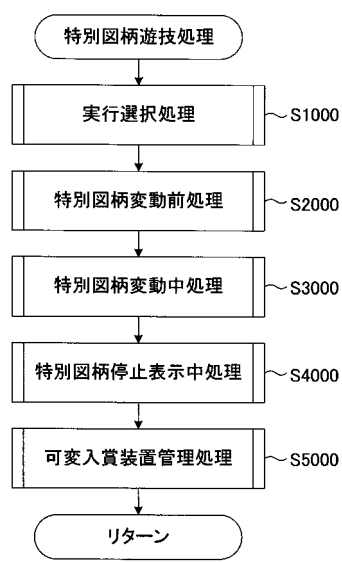 特別図柄遊技処理
実行選択処理
S1000
特別図柄変動前処理
S2000
特別図柄変動中処理
S3000
特別図柄停止表示中処理
S4000
可変入賞装置管理処理
S5000
リターン